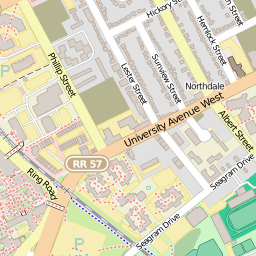 Hickory Street
Hemlock Street
Phillip Street
Lester Street
Sunview Street
Northdale
University Avenue West
Albert Street
RR 57
Ring Road
Seagram Drive
Seagram Drive
P
P